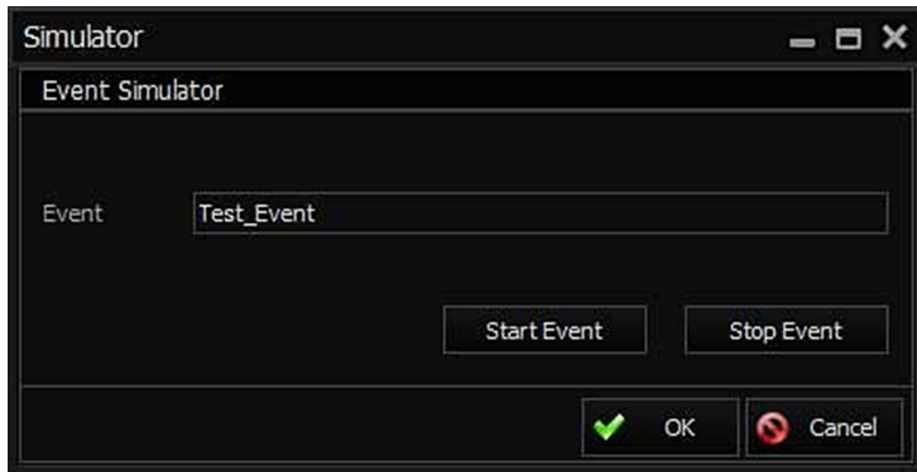 Simulator
Event Simulator
Event Test_Event
Start Event Stop Event
OK Cancel